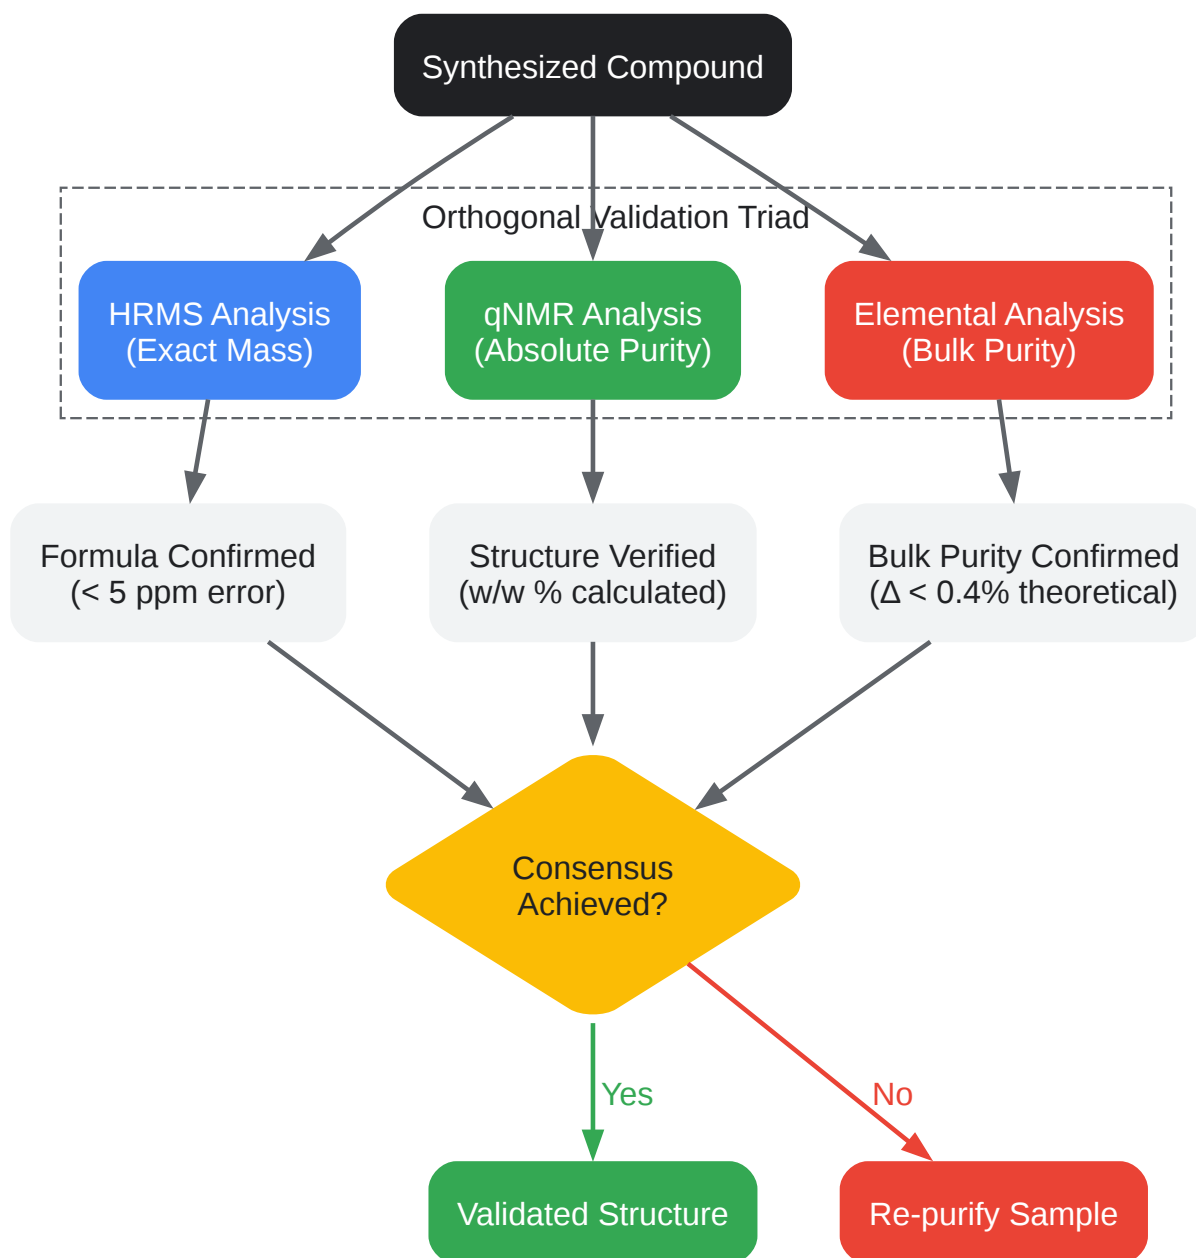 Synthesized Compound
Orthogonal Validation Triad
HRMS Analysis
(Exact Mass)
qNMR Analysis
(Absolute Purity)
Elemental Analysis
(Bulk Purity)
Formula Confirmed
(< 5 ppm error)
Structure Verified
(w/w % calculated)
Bulk Purity Confirmed
(Δ < 0.4% theoretical)
Consensus
Achieved?
Yes
No
Validated Structure
Re-purify Sample